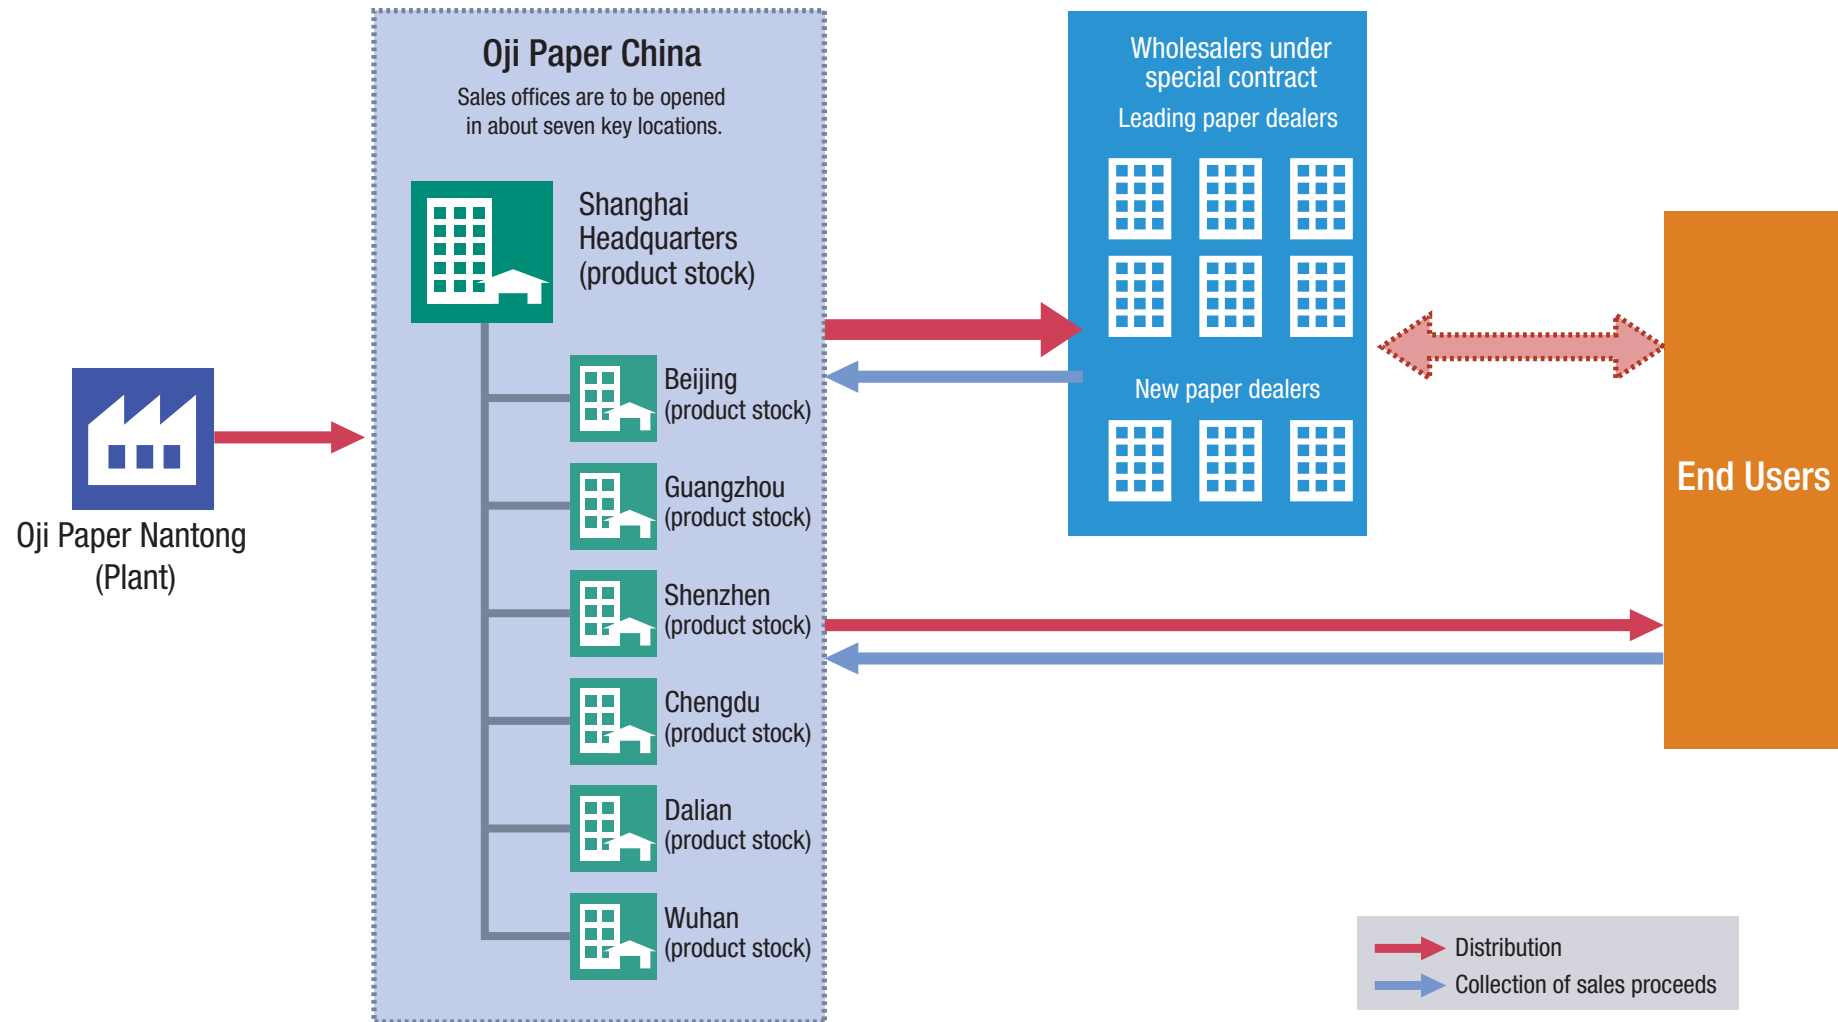 Oji Paper China
Sales offices are to be opened
in about seven key locations.
Shanghai
Headquarters
(product stock)
Beijing
(product stock)
Guangzhou
(product stock)
Shenzhen
(product stock)
Chengdu
(product stock)
Dalian
(product stock)
Wuhan
(product stock)
Oji Paper Nantong
(Plant)
Wholesalers under
special contract
Leading paper dealers
New paper dealers
End Users
Distribution
Collection of sales proceeds